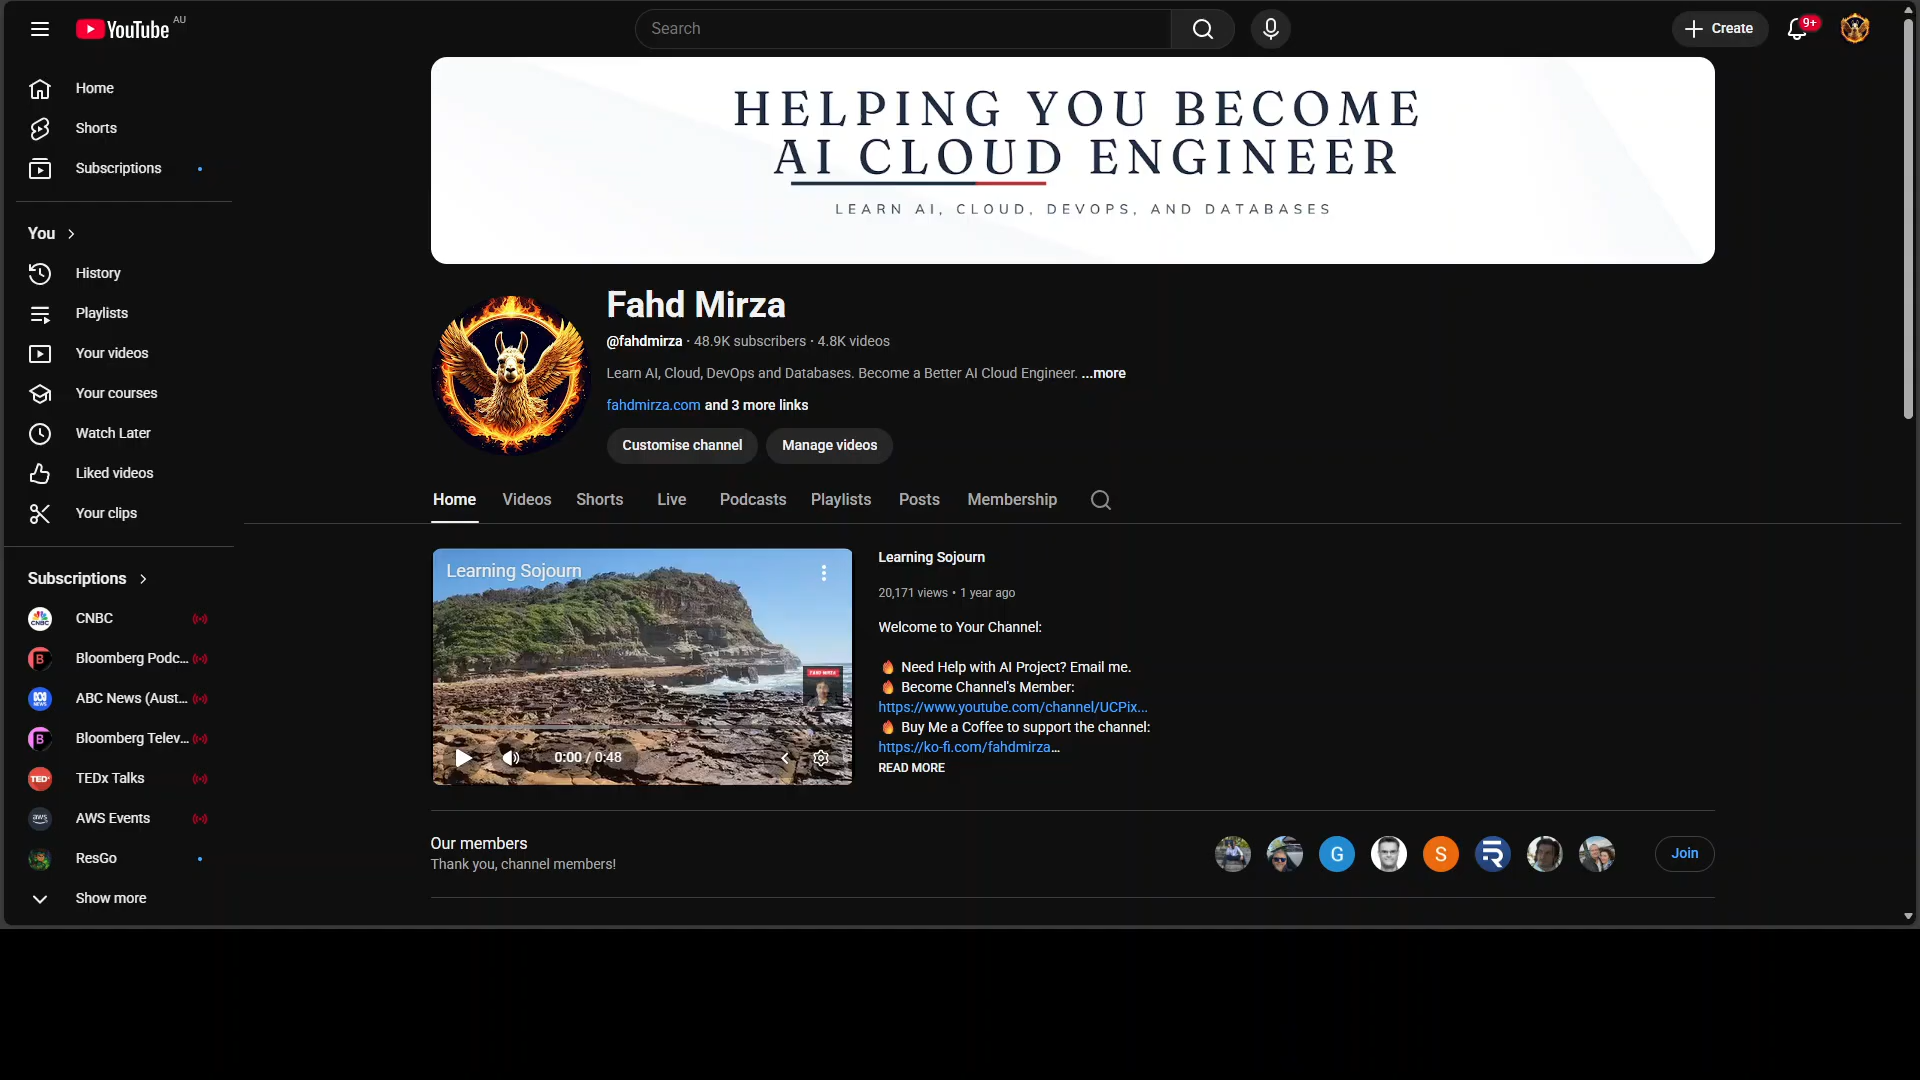 YouTube AU
Search
Create
9+
Home
Shorts
Subscriptions
You
History
Playlists
Your videos
Your courses
Watch Later
Liked videos
Your clips
Subscriptions
CNBC
Bloomberg Podc...
ABC News (Aust...
Bloomberg Telev...
TEDx Talks
AWS Events
ResGo
Show more
HELPING YOU BECOME
AI CLOUD ENGINEER
LEARN AI, CLOUD, DEVOPS, AND DATABASES
Fahd Mirza
@fahdmirza · 48.9K subscribers · 4.8K videos
Learn AI, Cloud, DevOps and Databases. Become a Better AI Cloud Engineer. ...more
fahdmirza.com and 3 more links
Customise channel Manage videos
Home Videos Shorts Live Podcasts Playlists Posts Membership
Learning Sojourn
0:00 / 0:48
Learning Sojourn
20,171 views • 1 year ago
Welcome to Your Channel:
🔥 Need Help with AI Project? Email me.
🔥 Become Channel's Member:
https://www.youtube.com/channel/UCPix...
🔥 Buy Me a Coffee to support the channel:
https://ko-fi.com/fahdmirza...
READ MORE
Our members
Thank you, channel members!
G
S
Join